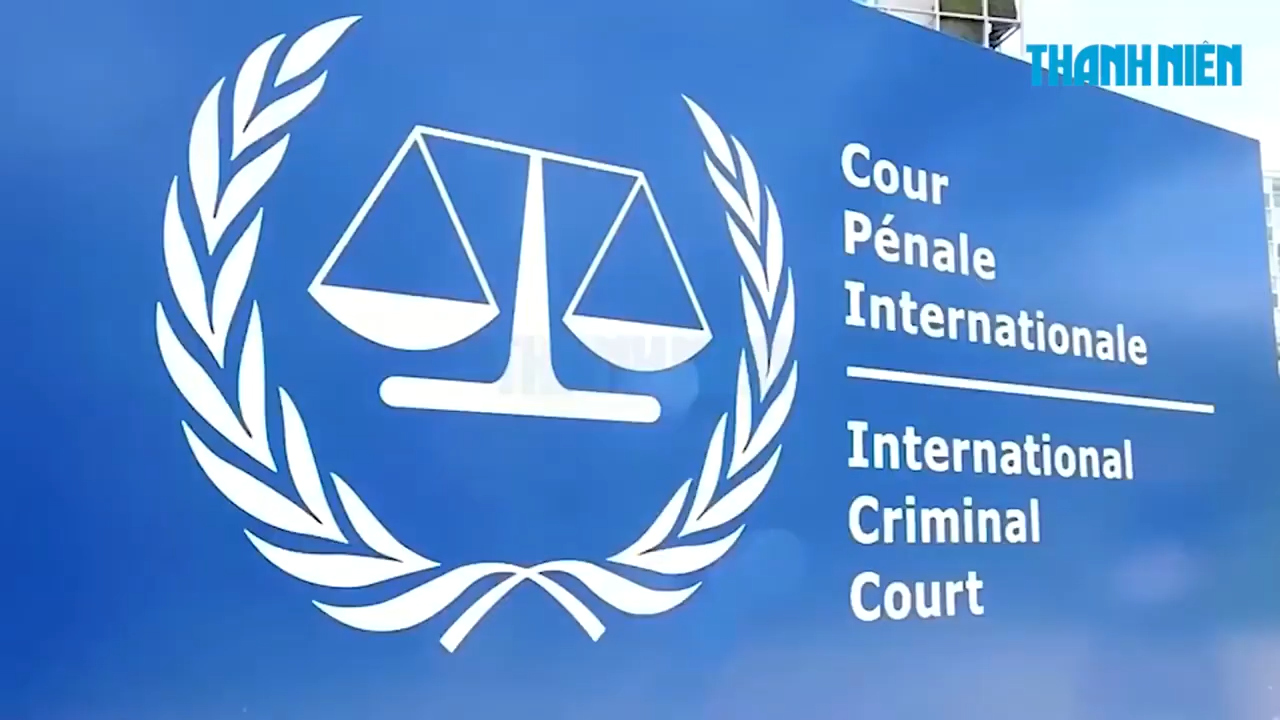 THANH NIÊN
Cour
Pénale
Internationale
International
Criminal
Court